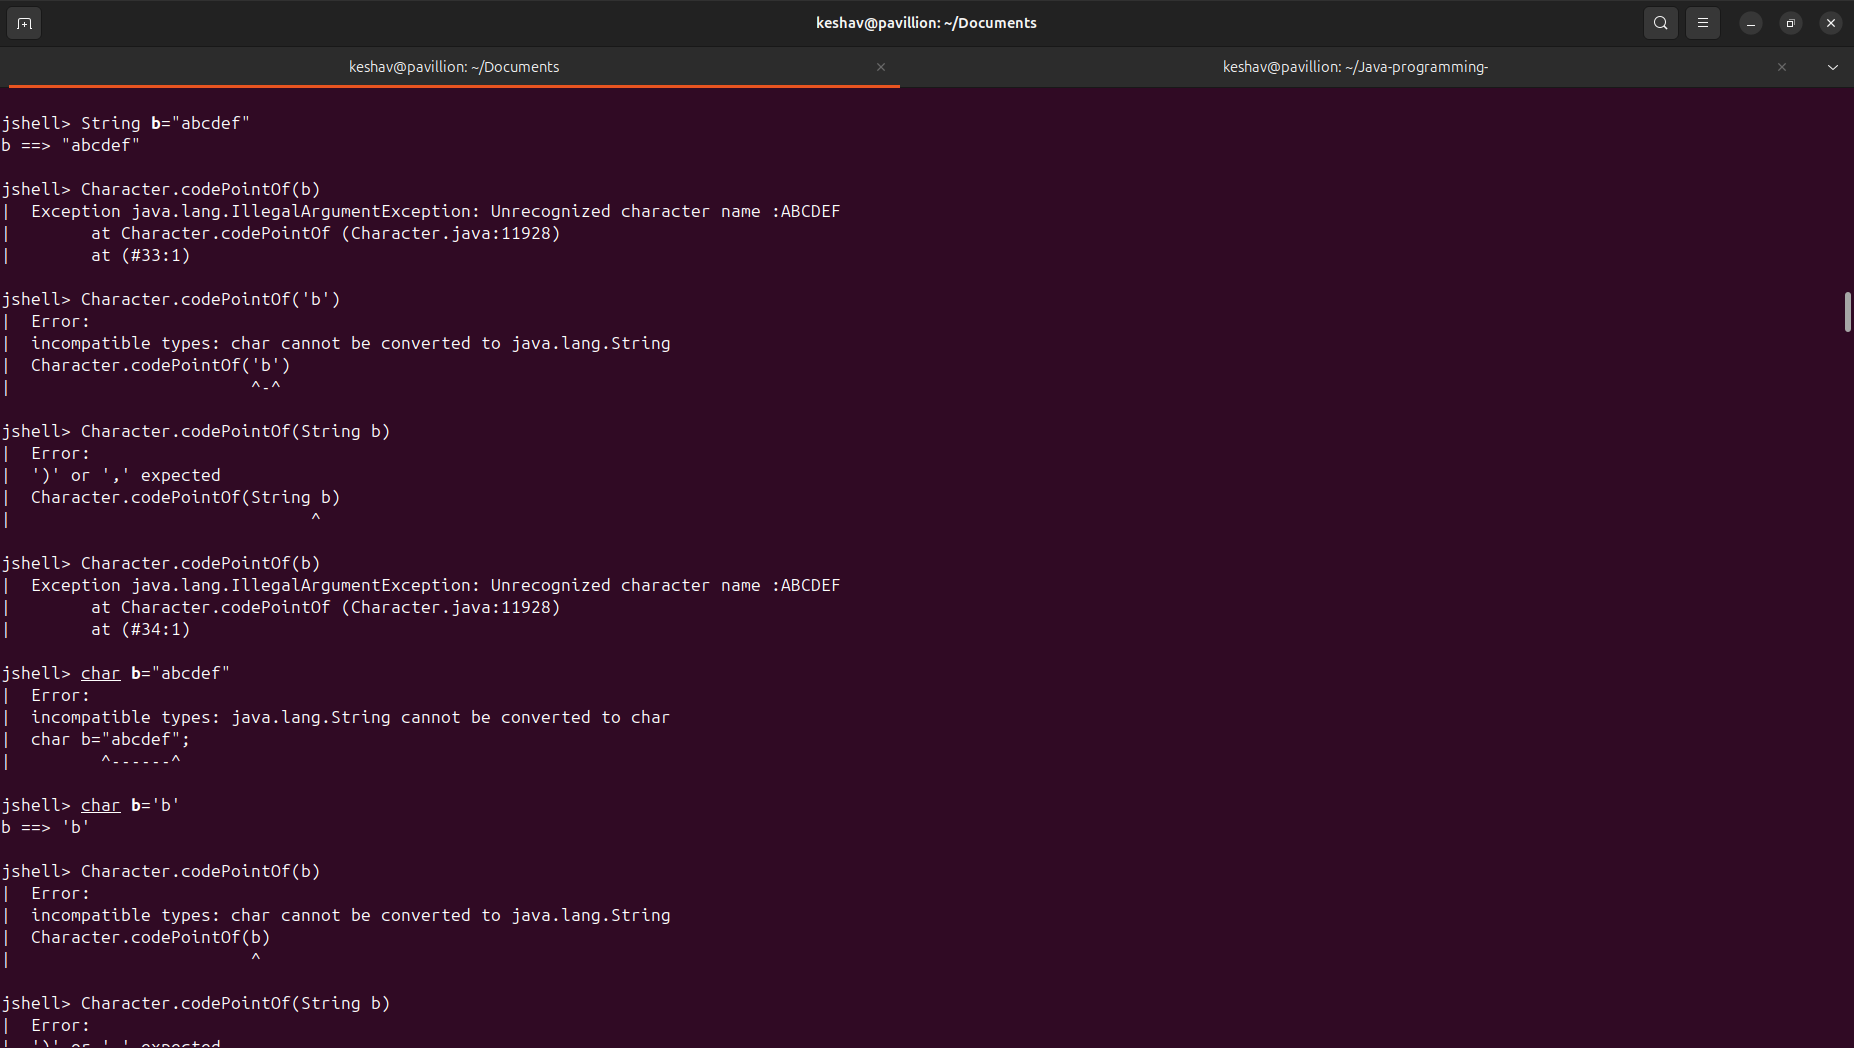 keshav@pavillion: ~/Documents
keshav@pavillion: ~/Documents
keshav@pavillion: ~/Java-programming-
jshell> String b="abcdef"
b ==> "abcdef"
jshell> Character.codePointOf(b)
|  Exception java.lang.IllegalArgumentException: Unrecognized character name :ABCDEF
|        at Character.codePointOf (Character.java:11928)
|        at (#33:1)
jshell> Character.codePointOf('b')
|  Error:
|  incompatible types: char cannot be converted to java.lang.String
|  Character.codePointOf('b')
|                        ^-^
jshell> Character.codePointOf(String b)
|  Error:
|  ')' or ',' expected
|  Character.codePointOf(String b)
|                              ^
jshell> Character.codePointOf(b)
|  Exception java.lang.IllegalArgumentException: Unrecognized character name :ABCDEF
|        at Character.codePointOf (Character.java:11928)
|        at (#34:1)
jshell> char b="abcdef"
|  Error:
|  incompatible types: java.lang.String cannot be converted to char
|  char b="abcdef";
|         ^------^
jshell> char b='b'
b ==> 'b'
jshell> Character.codePointOf(b)
|  Error:
|  incompatible types: char cannot be converted to java.lang.String
|  Character.codePointOf(b)
|                        ^
jshell> Character.codePointOf(String b)
|  Error:
|  ')' or ',' expected